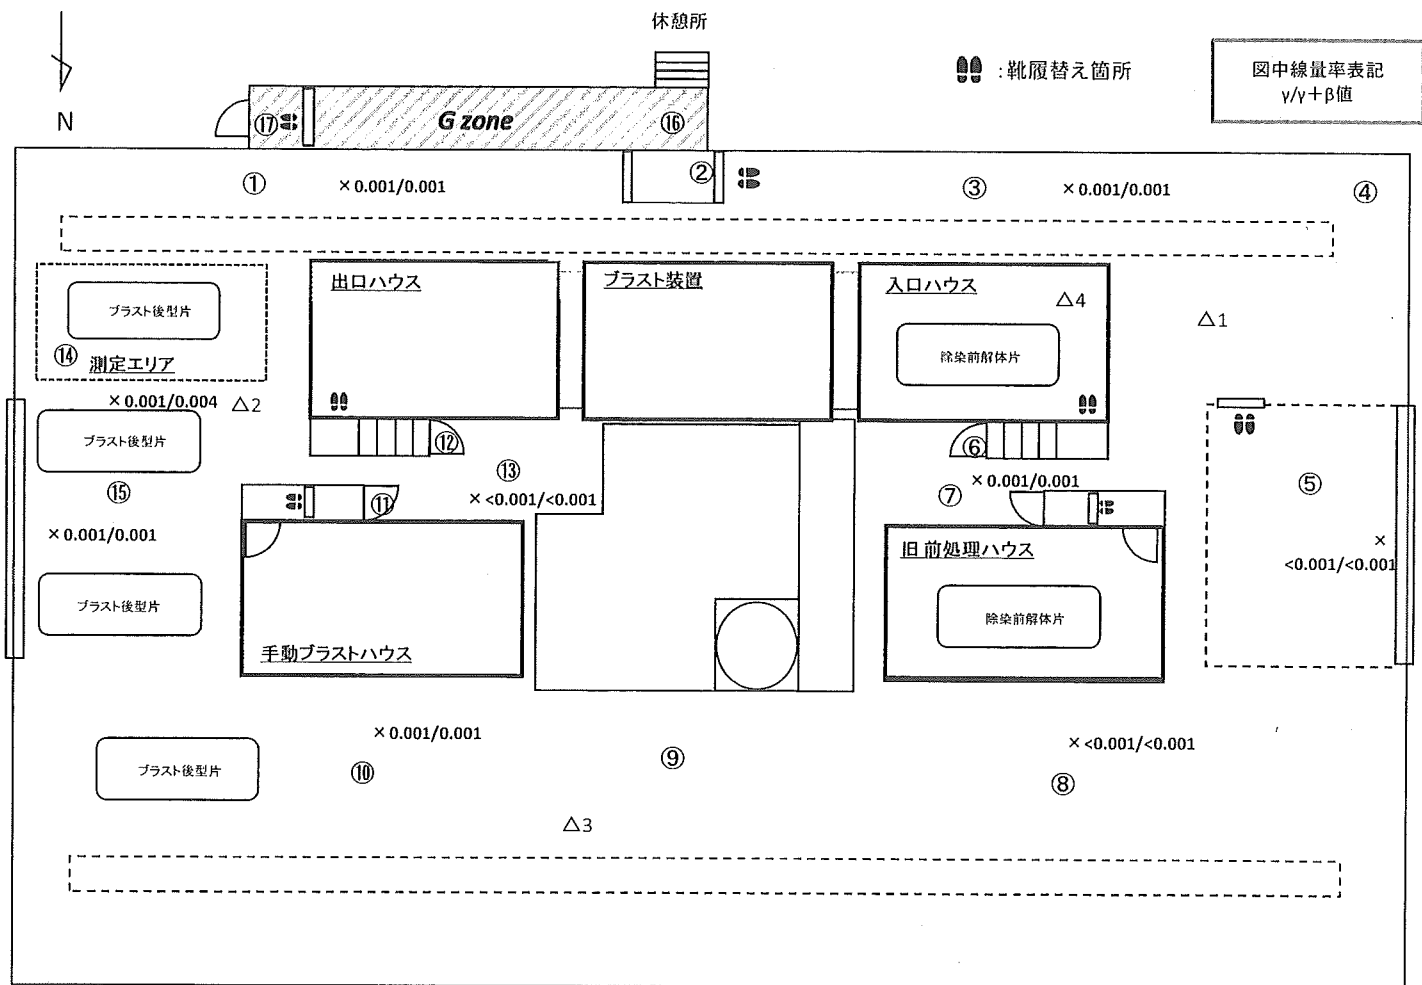 休憩所
:靴履替え箇所
図中線量率表記
γ/γ+β値
N
⑰
G zone
⑯
①
×0.001/0.001
②
③
×0.001/0.001
④
出口ハウス
ブラスト装置
入口ハウス
△4
△1
ブラスト後型片
⑭
測定エリア
除染前解体片
×0.001/0.004
△2
ブラスト後型片
⑫
⑥
⑬
×<0.001/<0.001
×0.001/0.001
⑦
⑤
⑮
⑪
×0.001/0.001
×
<0.001/<0.001
旧前処理ハウス
ブラスト後型片
除染前解体片
手動ブラストハウス
×0.001/0.001
×<0.001/<0.001
ブラスト後型片
⑩
⑨
⑧
△3